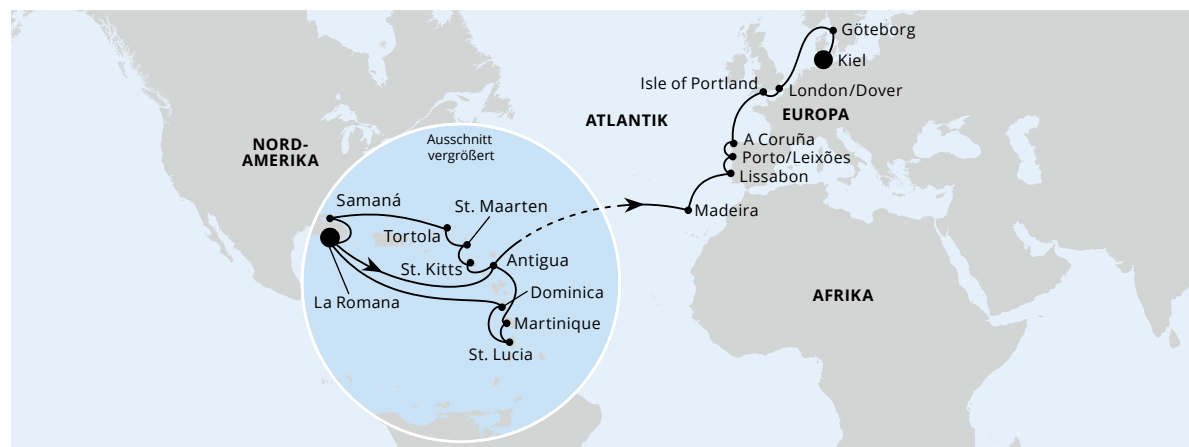 Göteborg
Kiel
Isle of Portland
London/Dover
EUROPA
ATLANTIK
NORD-
AMERIKA
Ausschnitt
vergrößert
A Coruña
Porto/Leixões
Lissabon
Madeira
Samaná
St. Maarten
Tortola
St. Kitts
Antigua
La Romana
Dominica
Martinique
St. Lucia
AFRIKA